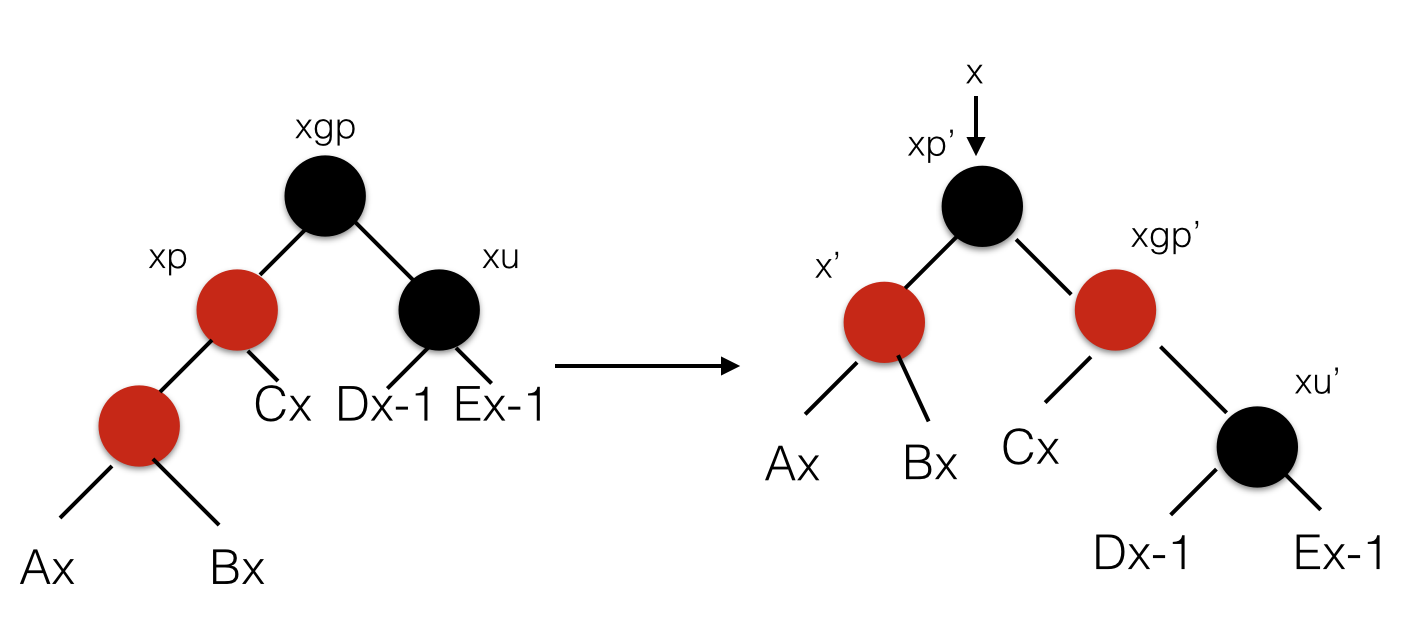 xgp
xp
xu
Cx
Dx-1
Ex-1
Ax
Bx
x
xp’
xgp’
x’
xu’
Ax
Bx
Cx
Dx-1
Ex-1